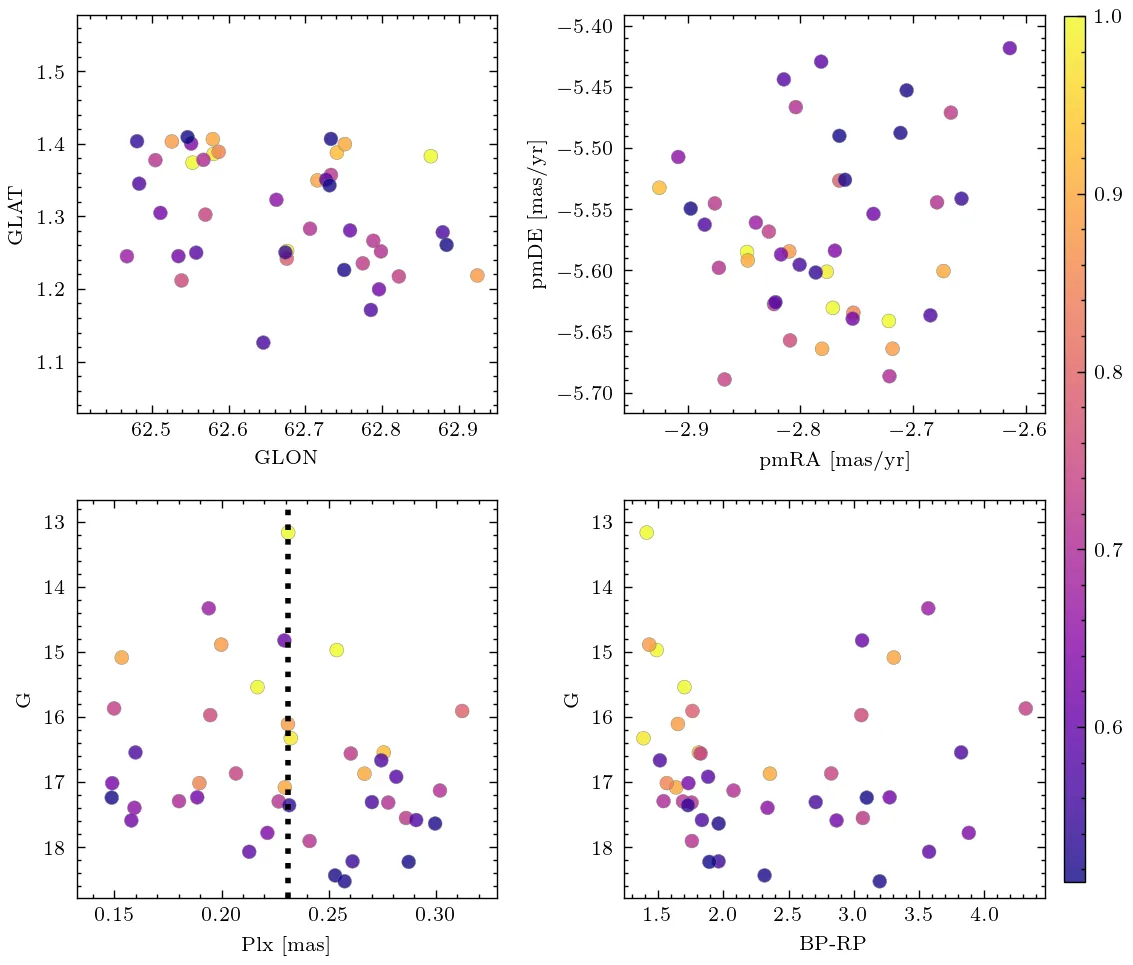 1.5
1.4
1.3
1.2
1.1
GLAT
62.5 62.6 62.7 62.8 62.9
GLON
−5.40
−5.45
−5.50
−5.55
−5.60
−5.65
−5.70
pmDE [mas/yr]
−2.9 −2.8 −2.7 −2.6
pmRA [mas/yr]
13
14
15
16
17
18
G
0.15 0.20 0.25 0.30
Plx [mas]
13
14
15
16
17
18
G
1.5 2.0 2.5 3.0 3.5 4.0
BP-RP
1.0
0.9
0.8
0.7
0.6